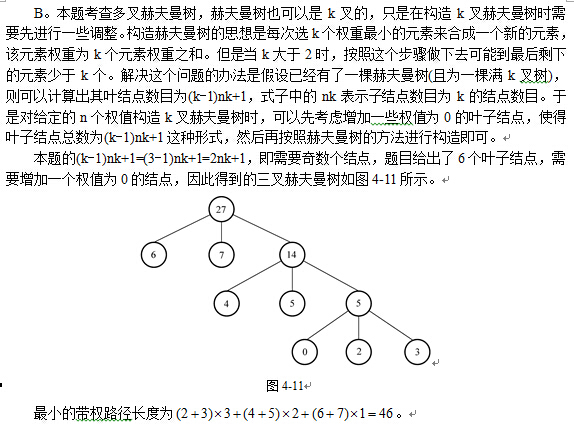 B。本题考查多叉赫夫曼树，赫夫曼树也可以是 k 叉的，只是在构造 k 叉赫夫曼树时需
要先进行一些调整。构造赫夫曼树的思想是每次选 k 个权重最小的元素来合成一个新的元素，
该元素权重为 k 个元素权重之和。但是当 k 大于 2 时，按照这个步骤做下去可能到最后剩下
的元素少于 k 个。解决这个问题的办法是假设已经有了一棵赫夫曼树(且为一棵满 k 叉树)，
则可以计算出其叶结点数目为(k−1)nk+1，式子中的 nk 表示子结点数目为 k 的结点数目。于
是对给定的 n 个权值构造 k 叉赫夫曼树时，可以先考虑增加一些权值为 0 的叶子结点，使得
叶子结点总数为(k−1)nk+1 这种形式，然后再按照赫夫曼树的方法进行构造即可。
本题的(k−1)nk+1=(3−1)nk+1=2nk+1，即需要奇数个结点，题目给出了 6 个叶子结点，需
要增加一个权值为 0 的结点，因此得到的三叉赫夫曼树如图 4-11 所示。
27
6 7 14
4 5 5
0 2 3
图 4-11
最小的带权路径长度为 (2+3)×3+(4+5)×2+(6+7)×1=46。